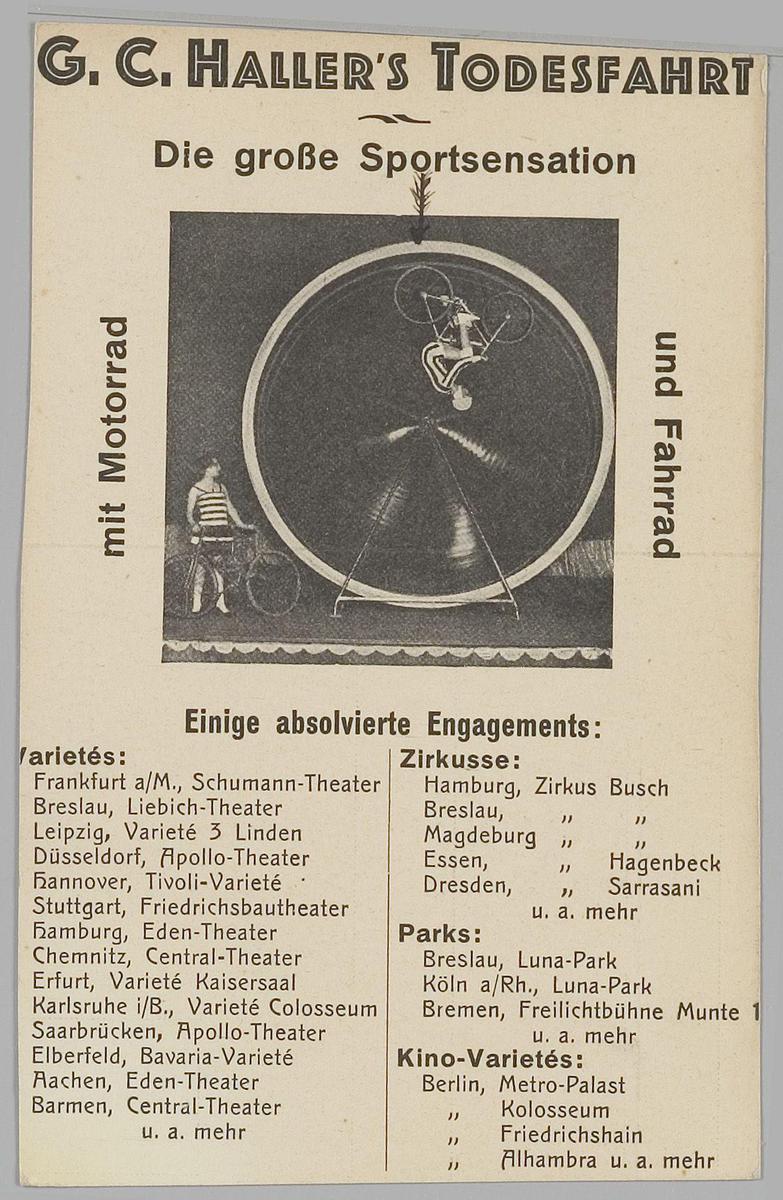 G. C. HALLER'S TODESFAHRT
Die große Sportsensation
mit Motorrad
und Fahrrad
Einige absolvierte Engagements:
Varietés:
Frankfurt a/M., Schumann-Theater
Breslau, Liebich-Theater
Leipzig, Varieté 3 Linden
Düsseldorf, Apollo-Theater
Hannover, Tivoli-Varieté
Stuttgart, Friedrichsbautheater
Hamburg, Eden-Theater
Chemnitz, Central-Theater
Erfurt, Varieté Kaisersaal
Karlsruhe i/B., Varieté Colosseum
Saarbrücken, Apollo-Theater
Elberfeld, Bavaria-Varieté
Aachen, Eden-Theater
Barmen, Central-Theater
u. a. mehr
Zirkusse:
Hamburg, Zirkus Busch
Breslau, „ „
Magdeburg „ „
Essen, „ Hagenbeck
Dresden, „ Sarrasani
u. a. mehr
Parks:
Breslau, Luna-Park
Köln a/Rh., Luna-Park
Bremen, Freilichtbühne Munte 1
u. a. mehr
Kino-Varietés:
Berlin, Metro-Palast
„ Kolosseum
„ Friedrichshain
„ Alhambra u. a. mehr